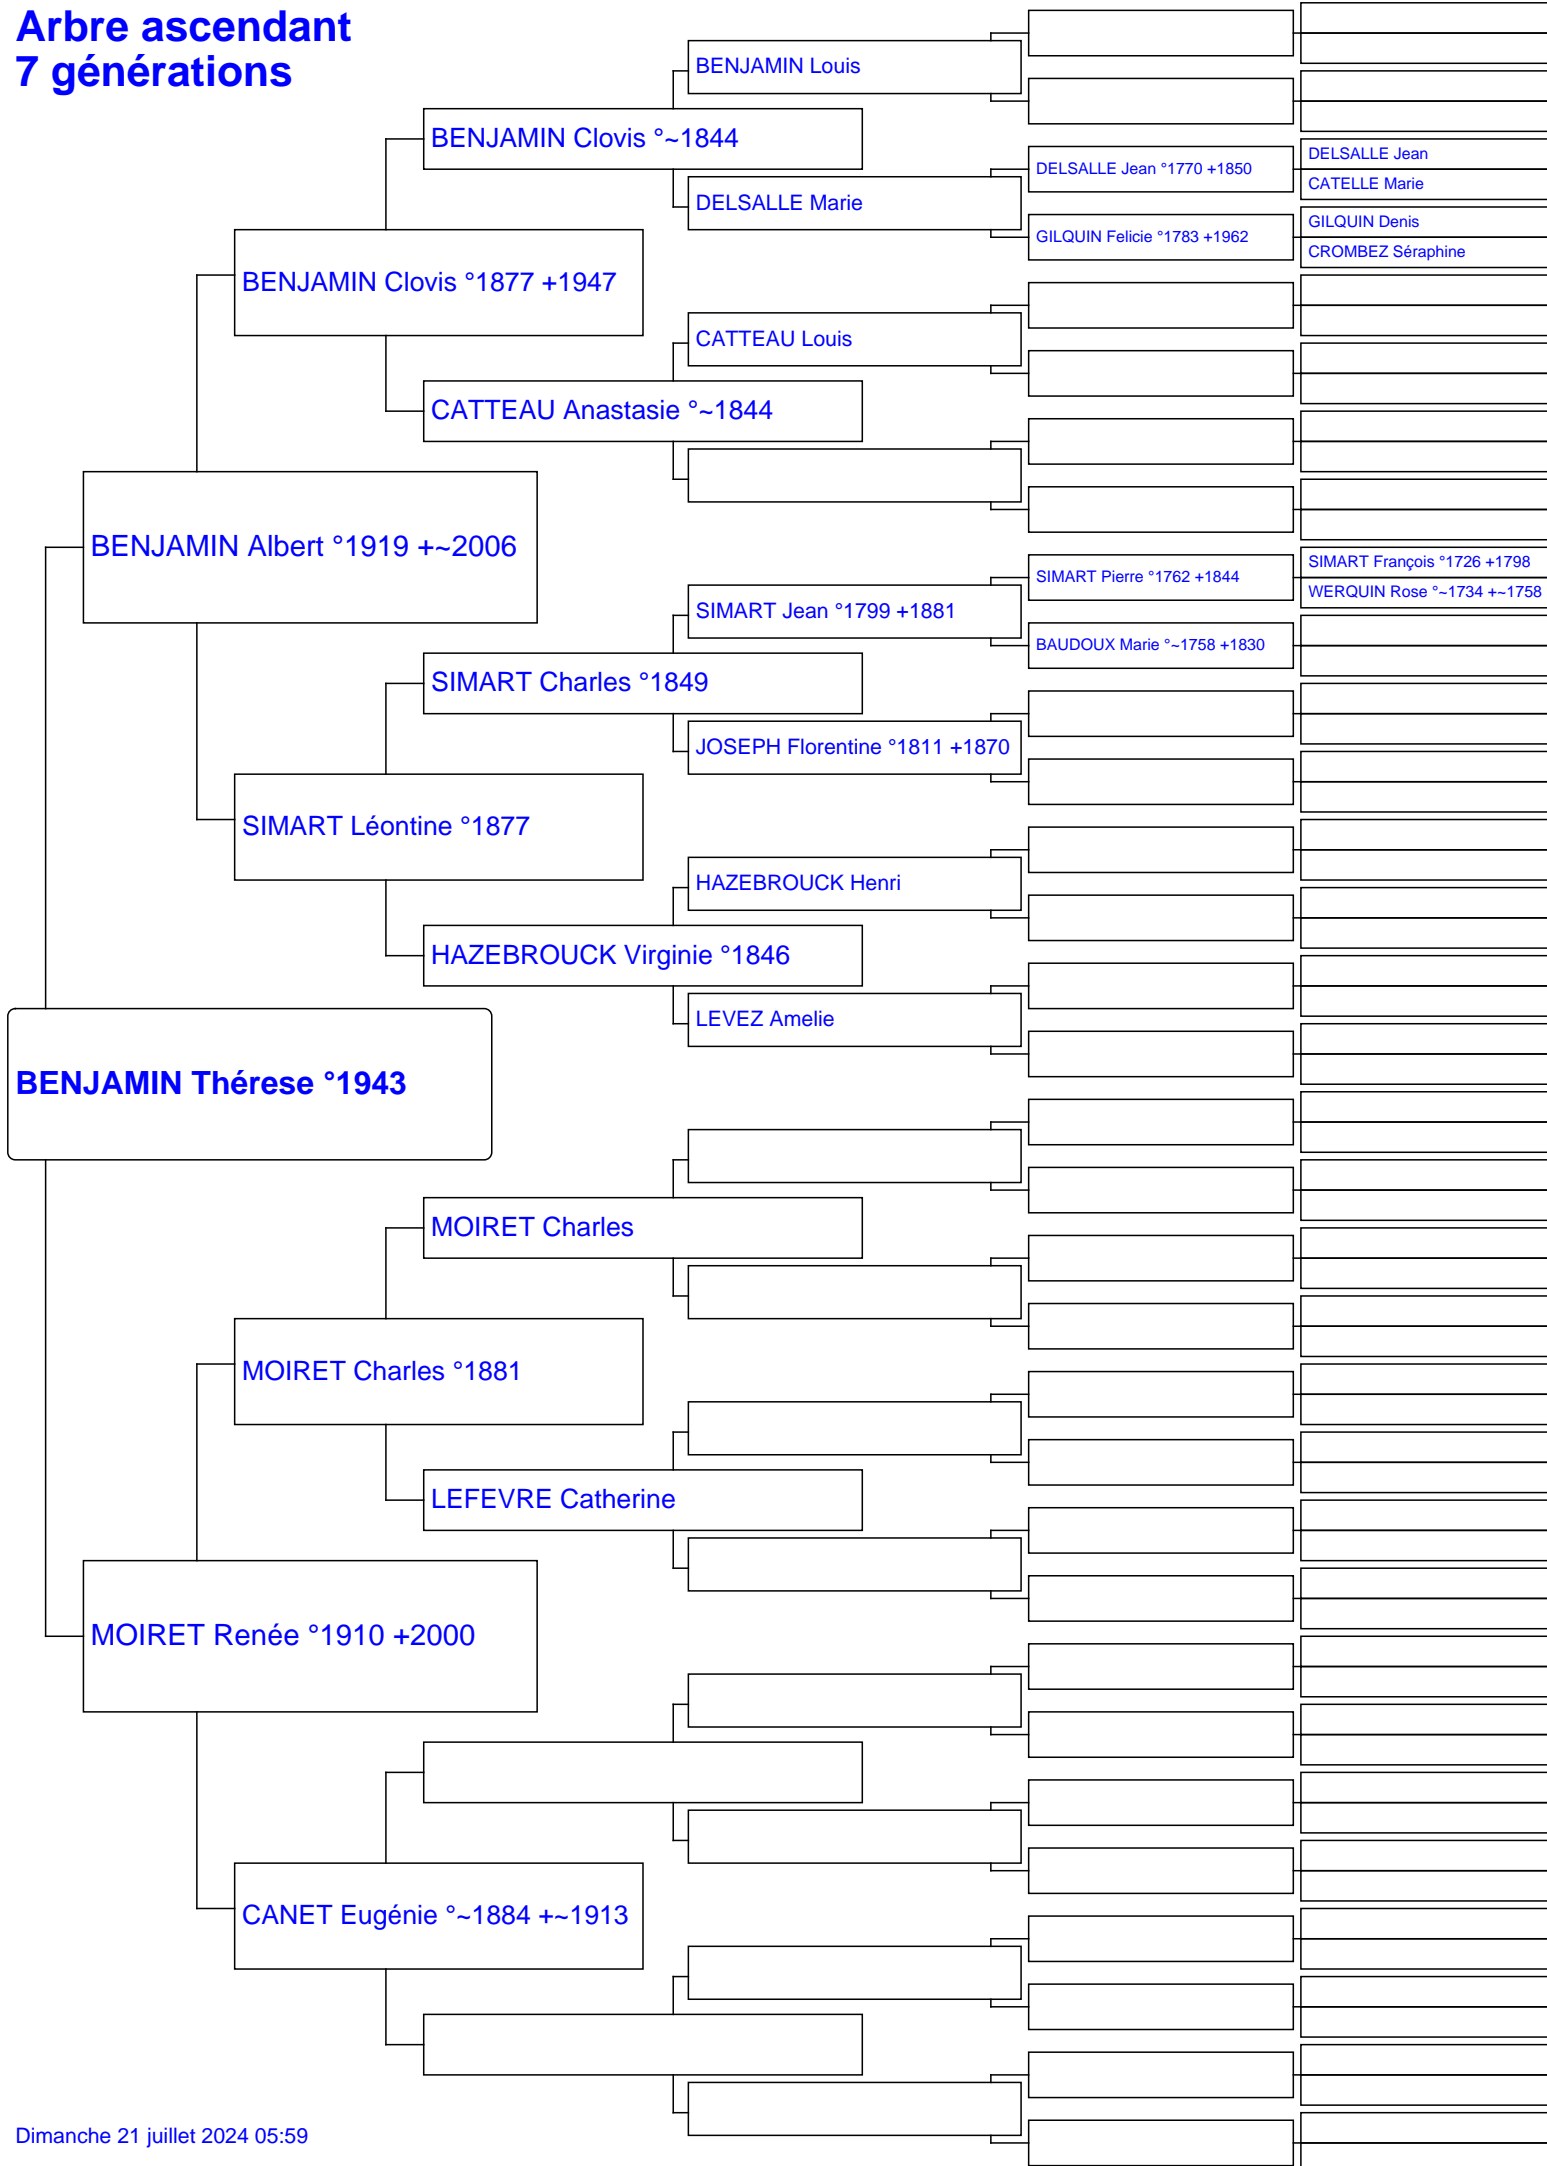 Arbre ascendant
7 générations
BENJAMIN Louis
BENJAMIN Clovis °~1844
DELSALLE Jean °1770 +1850
DELSALLE Jean
CATELLE Marie
DELSALLE Marie
GILQUIN Felicie °1783 +1962
GILQUIN Denis
CROMBEZ Séraphine
BENJAMIN Clovis °1877 +1947
CATTEAU Louis
CATTEAU Anastasie °~1844
BENJAMIN Albert °1919 +~2006
SIMART Pierre °1762 +1844
SIMART François °1726 +1798
WERQUIN Rose °~1734 +~1758
SIMART Jean °1799 +1881
BAUDOUX Marie °~1758 +1830
SIMART Charles °1849
JOSEPH Florentine °1811 +1870
SIMART Léontine °1877
HAZEBROUCK Henri
HAZEBROUCK Virginie °1846
LEVEZ Amelie
BENJAMIN Thérese °1943
MOIRET Charles
MOIRET Charles °1881
LEFEVRE Catherine
MOIRET Renée °1910 +2000
CANET Eugénie °~1884 +~1913
Dimanche 21 juillet 2024 05:59